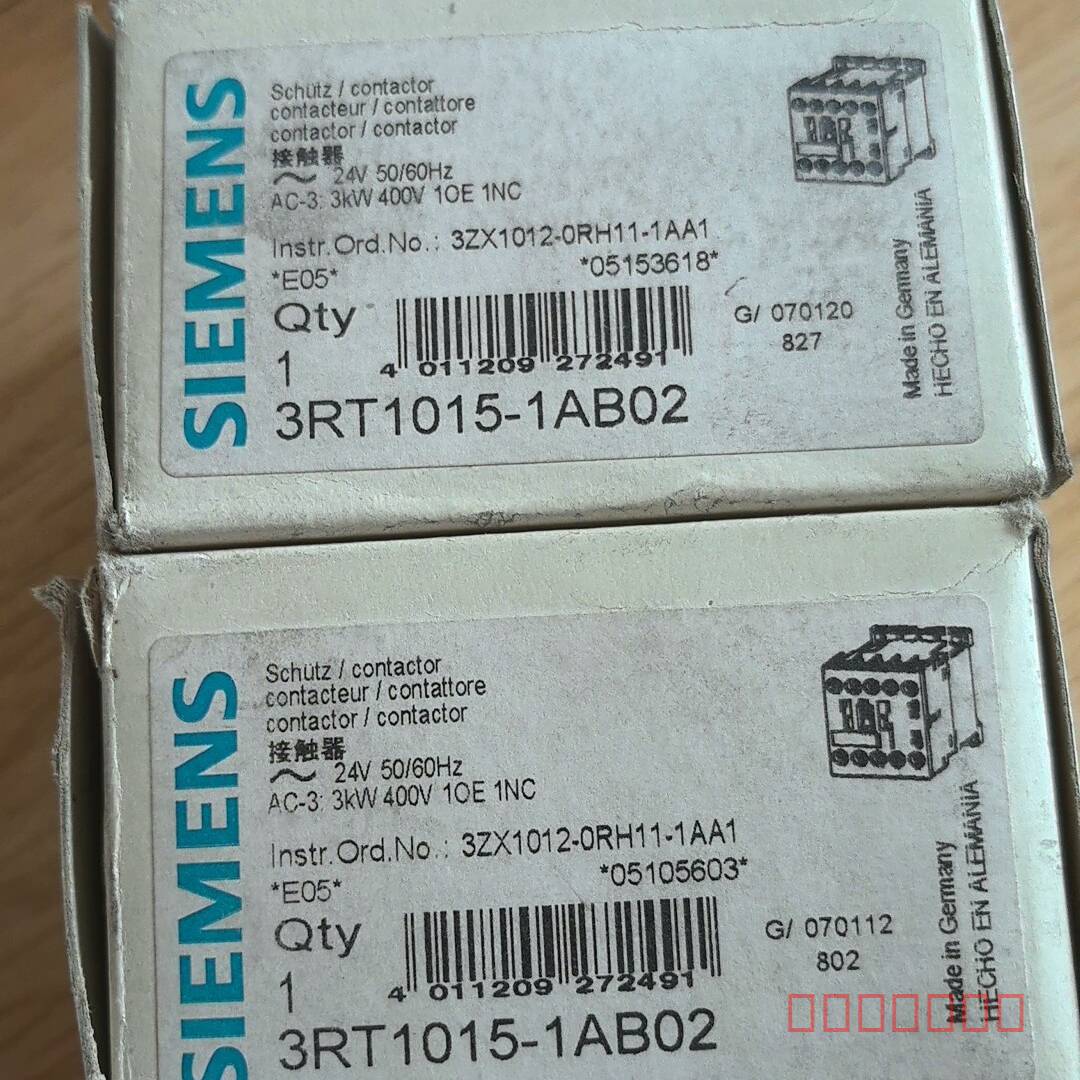 SIEMENS
Schütz / contactor
contacteur / contattore
contactor / contactor
接触器
~ 24V 50/60Hz
AC-3: 3kW 400V 1OE 1NC
Instr.Ord.No.: 3ZX1012-0RH11-1AA1
*E05* *05153618*
Qty
1
4 011209 272491
3RT1015-1AB02
G/ 070120
827
Made in Germany
HECHO EN ALEMANIA
SIEMENS
Schütz / contactor
contacteur / contattore
contactor / contactor
接触器
~ 24V 50/60Hz
AC-3: 3kW 400V 1OE 1NC
Instr.Ord.No.: 3ZX1012-0RH11-1AA1
*E05* *05105603*
Qty
1
4 011209 272491
3RT1015-1AB02
G/ 070112
802
Made in Germany
HECHO EN ALEMANIA